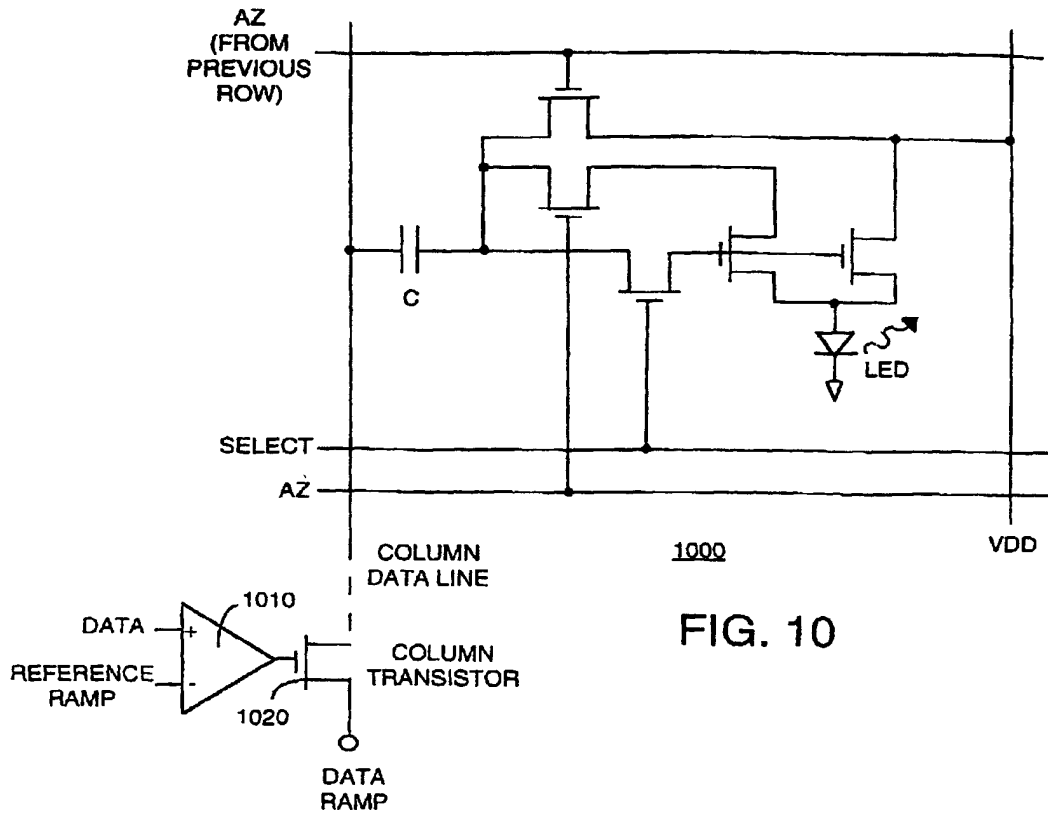 AZ
(FROM
PREVIOUS
ROW)
C
LED
SELECT
AZ
1000
VDD
COLUMN
DATA LINE
FIG. 10
1010
DATA
+
REFERENCE
RAMP
-
1020
COLUMN
TRANSISTOR
DATA
RAMP